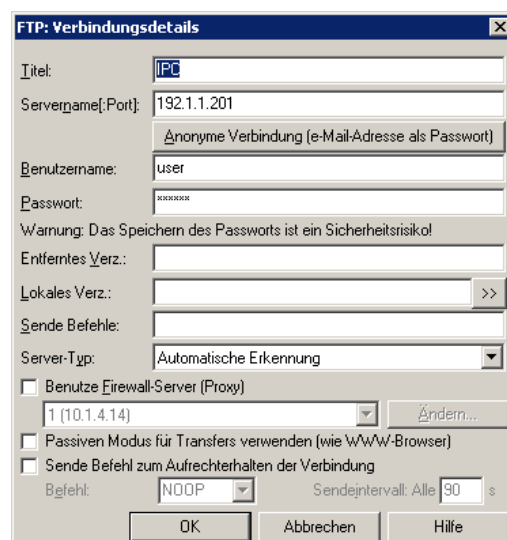 FTP: Verbindungsdetails
Titel: IPC
Servername[:Port]: 192.1.1.201
Anonyme Verbindung (e-Mail-Adresse als Passwort)
Benutzername: user
Passwort: ××××××
Warnung: Das Speichern des Passworts ist ein Sicherheitsrisiko!
Entferntes Verz.:
Lokales Verz.: >>
Sende Befehle:
Server-Typ: Automatische Erkennung
Benutze Firewall-Server (Proxy)
1 (10.1.4.14) Ändern...
Passiven Modus für Transfers verwenden (wie WWW-Browser)
Sende Befehl zum Aufrechterhalten der Verbindung
Befehl: NOOP Sendeintervall: Alle 90 s
OK Abbrechen Hilfe